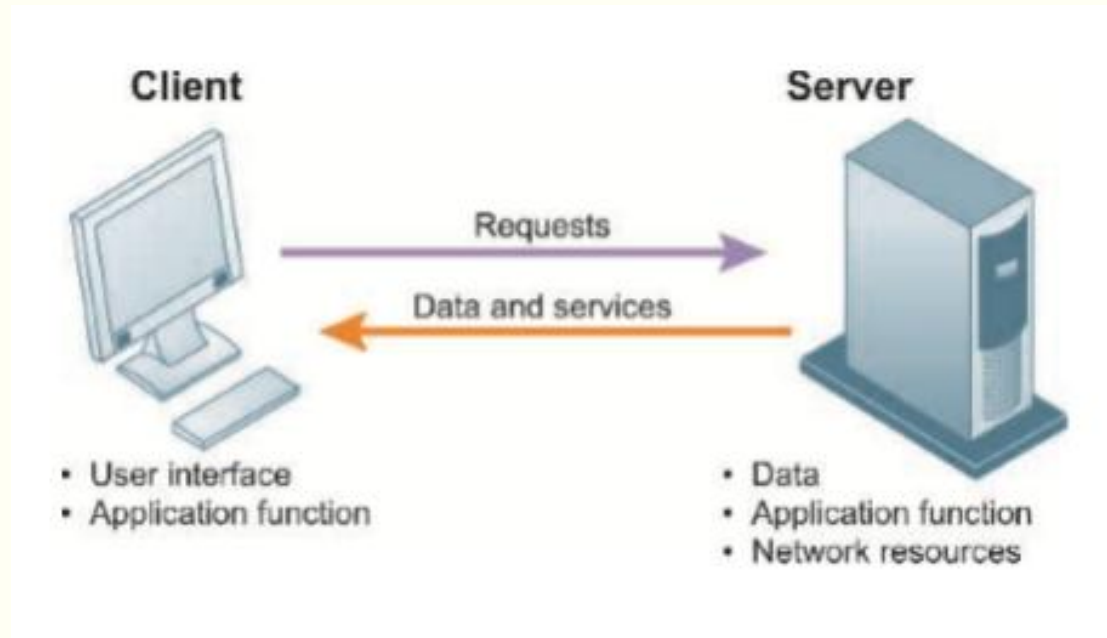 Client
Server
Requests
Data and services
• User interface
• Application function
• Data
• Application function
• Network resources